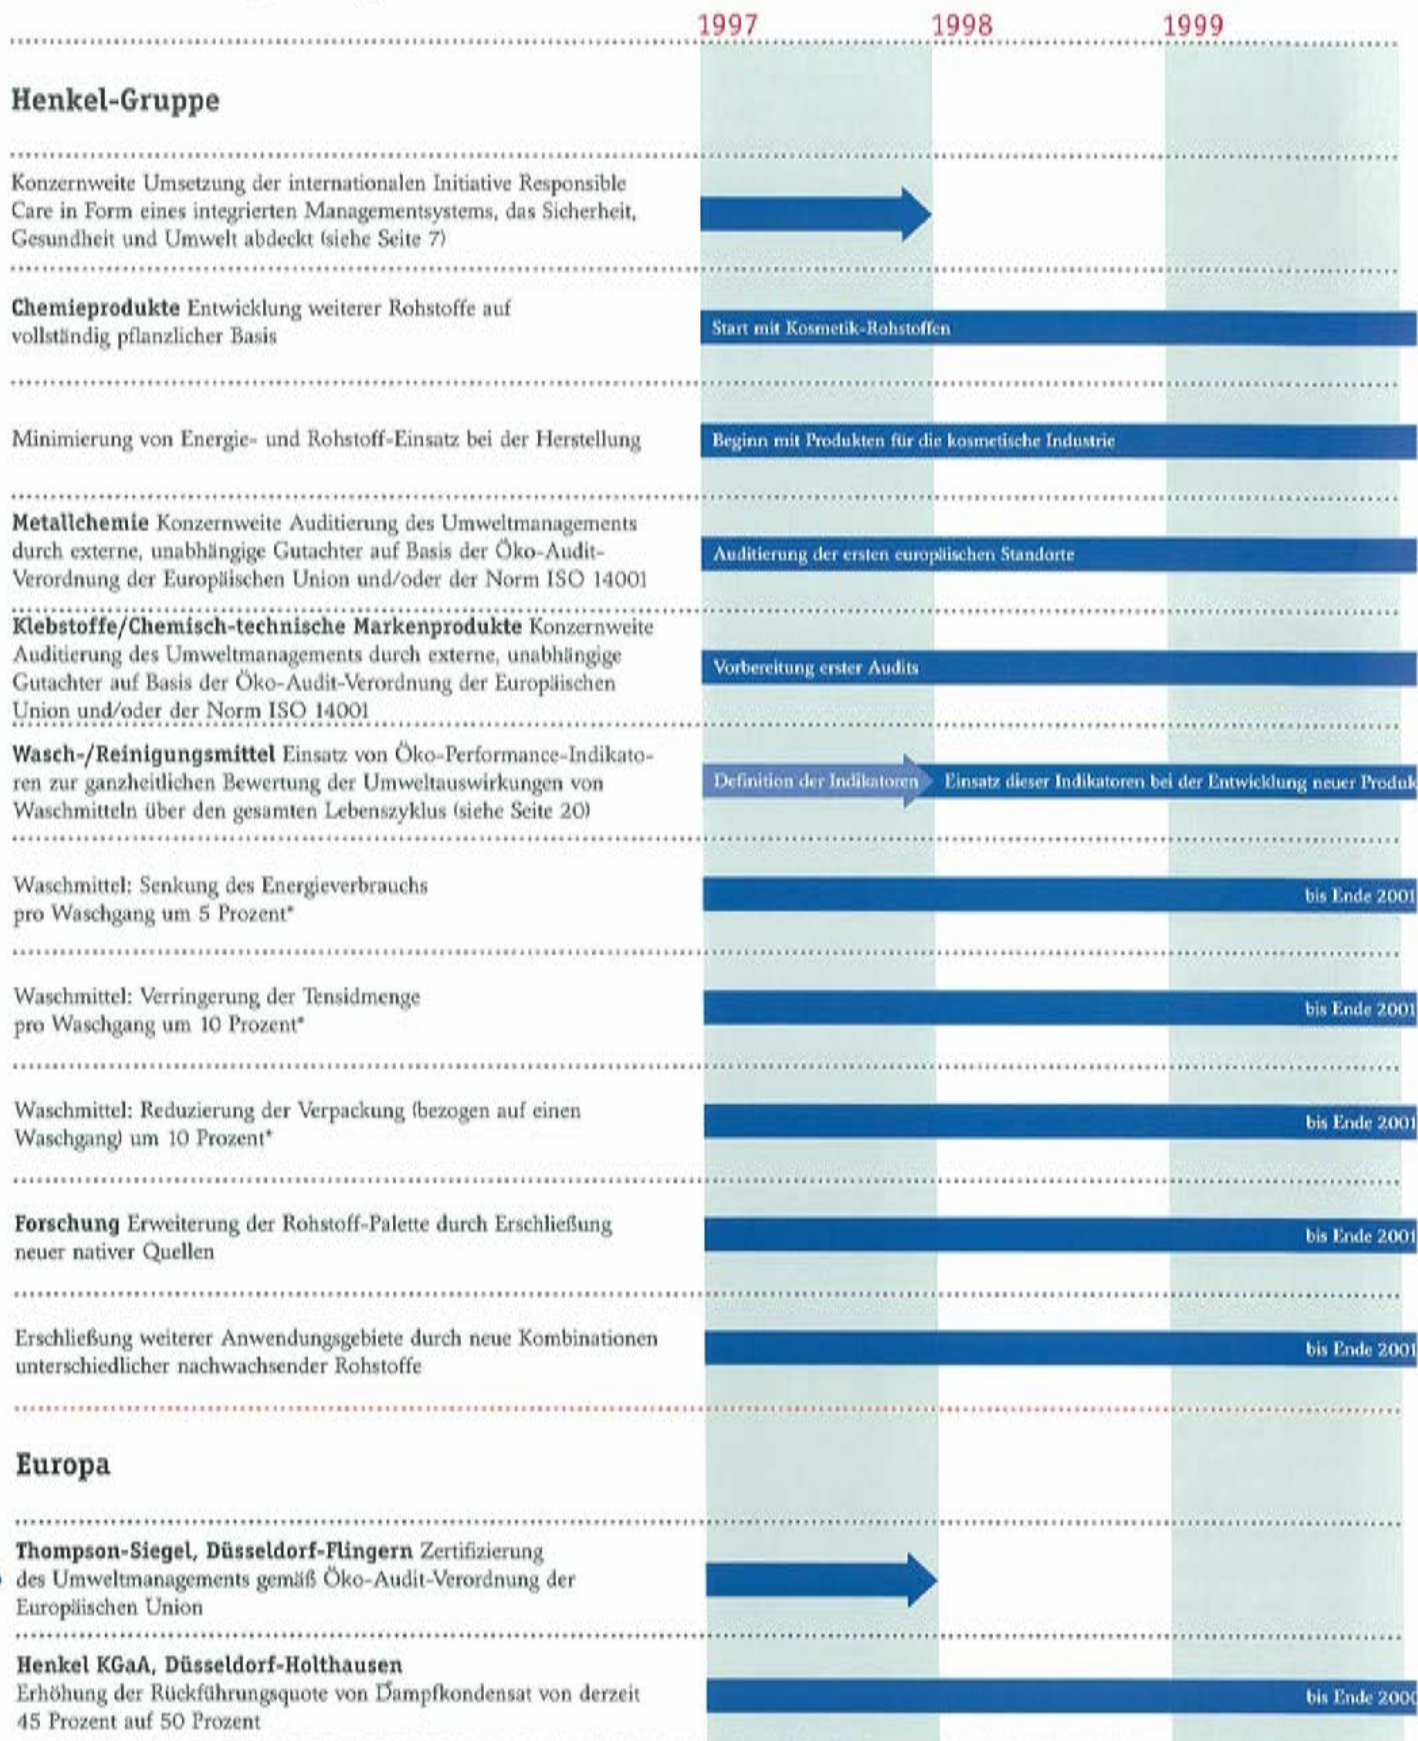 1997 1998 1999
Henkel-Gruppe
Konzernweite Umsetzung der internationalen Initiative Responsible
Care in Form eines integrierten Managementsystems, das Sicherheit,
Gesundheit und Umwelt abdeckt (siehe Seite 7)
Chemieprodukte Entwicklung weiterer Rohstoffe auf
vollständig pflanzlicher Basis
Start mit Kosmetik-Rohstoffen
Minimierung von Energie- und Rohstoff-Einsatz bei der Herstellung
Beginn mit Produkten für die kosmetische Industrie
Metallchemie Konzernweite Auditierung des Umweltmanagements
durch externe, unabhängige Gutachter auf Basis der Öko-Audit-
Verordnung der Europäischen Union und/oder der Norm ISO 14001
Auditierung der ersten europäischen Standorte
Klebstoffe/Chemisch-technische Markenprodukte Konzernweite
Auditierung des Umweltmanagements durch externe, unabhängige
Gutachter auf Basis der Öko-Audit-Verordnung der Europäischen
Union und/oder der Norm ISO 14001
Vorbereitung erster Audits
Wasch-/Reinigungsmittel Einsatz von Öko-Performance-Indikato-
ren zur ganzheitlichen Bewertung der Umweltauswirkungen von
Waschmitteln über den gesamten Lebenszyklus (siehe Seite 20)
Definition der Indikatoren Einsatz dieser Indikatoren bei der Entwicklung neuer Produk
Waschmittel: Senkung des Energieverbrauchs
pro Waschgang um 5 Prozent*
bis Ende 2001
Waschmittel: Verringerung der Tensidmenge
pro Waschgang um 10 Prozent*
bis Ende 2001
Waschmittel: Reduzierung der Verpackung (bezogen auf einen
Waschgang) um 10 Prozent*
bis Ende 2001
Forschung Erweiterung der Rohstoff-Palette durch Erschließung
neuer nativer Quellen
bis Ende 2001
Erschließung weiterer Anwendungsgebiete durch neue Kombinationen
unterschiedlicher nachwachsender Rohstoffe
bis Ende 2001
Europa
Thompson-Siegel, Düsseldorf-Flingern Zertifizierung
des Umweltmanagements gemäß Öko-Audit-Verordnung der
Europäischen Union
Henkel KGaA, Düsseldorf-Holthausen
Erhöhung der Rückführungsquote von Dampfkondensat von derzeit
45 Prozent auf 50 Prozent
bis Ende 2000